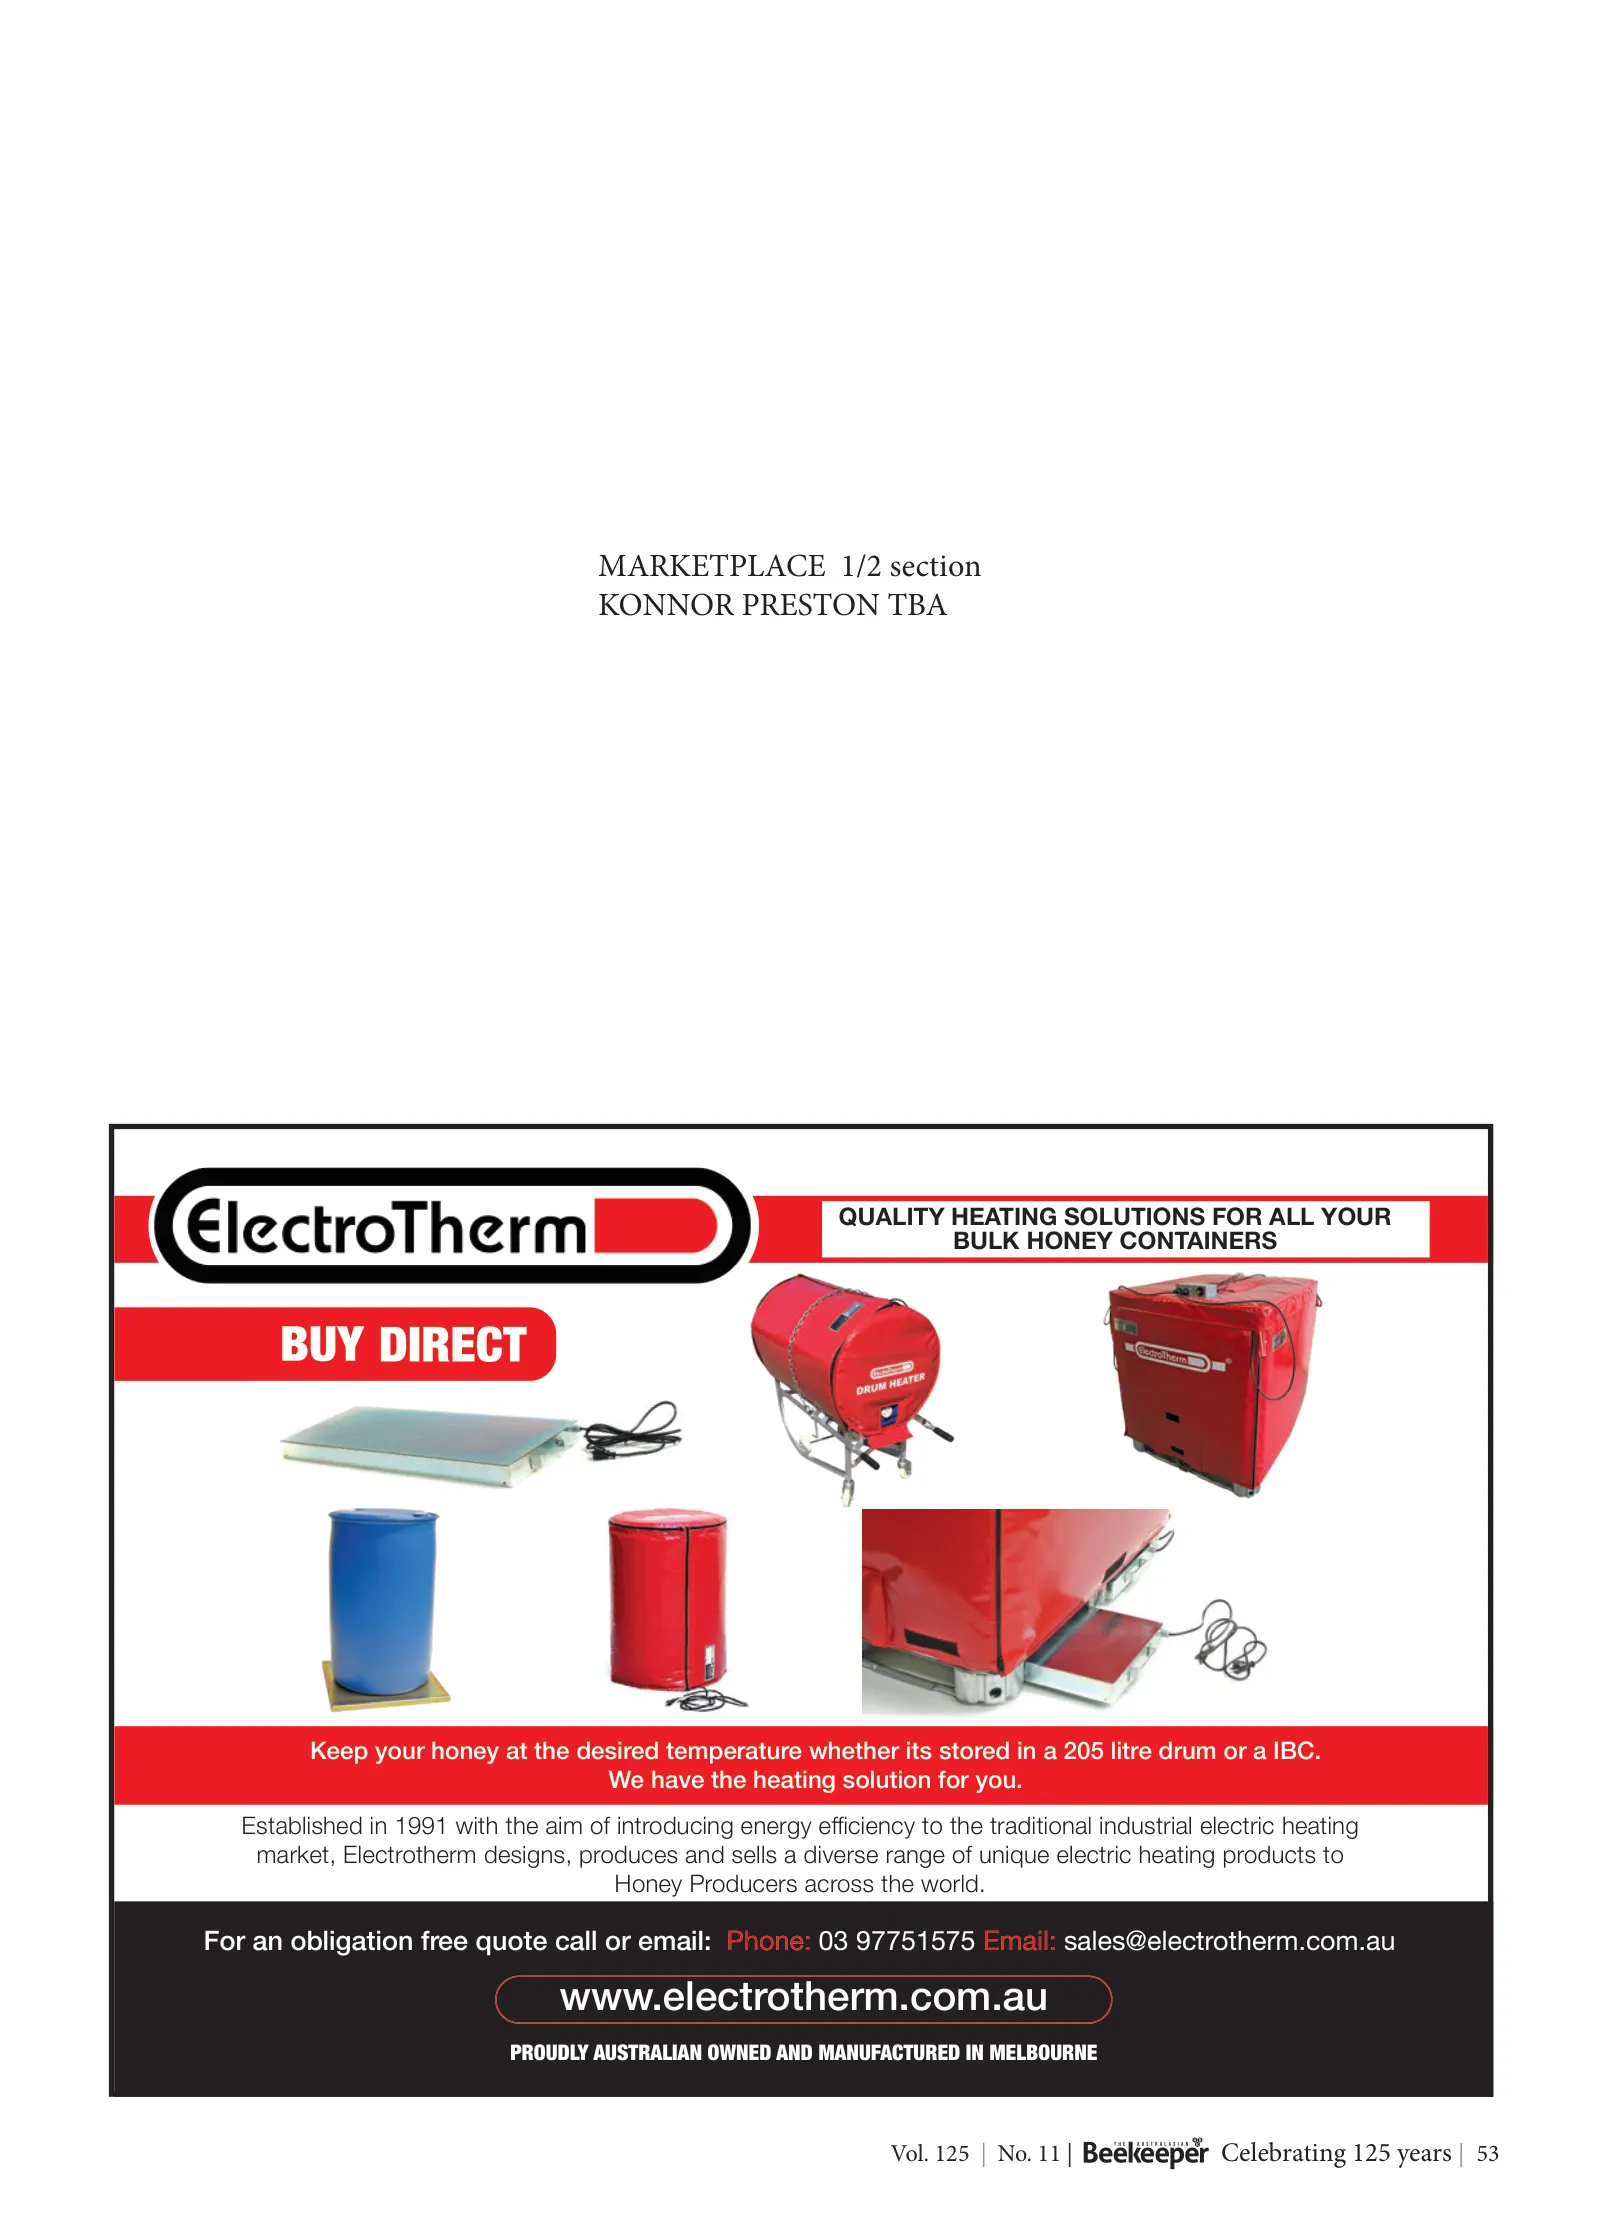 MARKETPLACE 1/2 section
KONNOR PRESTON TBA
ElectroTherm
QUALITY HEATING SOLUTIONS FOR ALL YOUR
BULK HONEY CONTAINERS
BUY DIRECT
ElectroTherm
DRUM HEATER
ElectroTherm
®
Keep your honey at the desired temperature whether its stored in a 205 litre drum or a IBC.
We have the heating solution for you.
Established in 1991 with the aim of introducing energy efficiency to the traditional industrial electric heating
market, Electrotherm designs, produces and sells a diverse range of unique electric heating products to
Honey Producers across the world.
For an obligation free quote call or email: Phone: 03 97751575 Email: sales@electrotherm.com.au
www.electrotherm.com.au
PROUDLY AUSTRALIAN OWNED AND MANUFACTURED IN MELBOURNE
Vol. 125 | No. 11 | THE AUSTRALASIAN Beekeeper Celebrating 125 years | 53